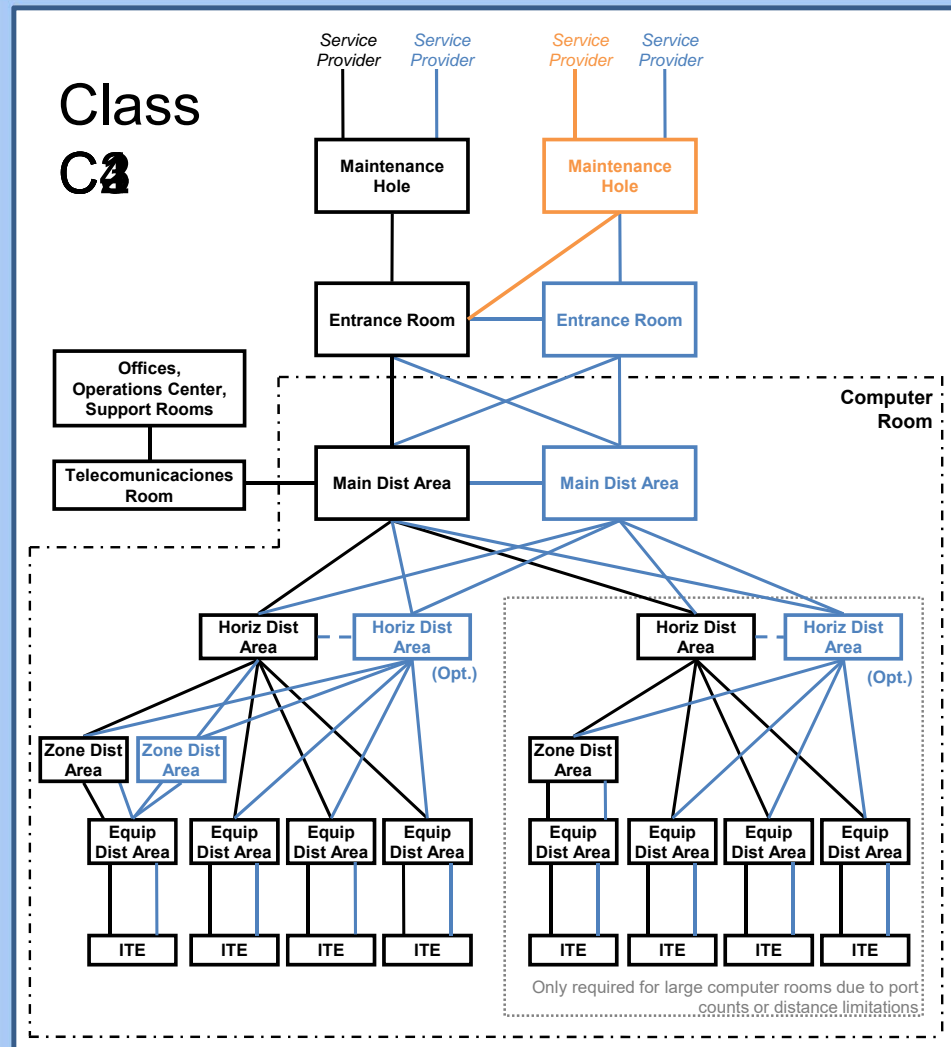 Service
Provider
Service
Provider
Service
Provider
Service
Provider
Class
Maintenance
Hole
Maintenance
Hole
Entrance Room
Entrance Room
Offices,
Operations Center,
Support Rooms
Computer
Room
Telecomunicaciones
Room
Main Dist Area
Main Dist Area
Horiz Dist
Area
Horiz Dist
Area
(Opt.)
Horiz Dist
Area
Horiz Dist
Area
(Opt.)
Zone Dist
Area
Zone Dist
Area
Zone Dist
Area
Equip
Dist Area
Equip
Dist Area
Equip
Dist Area
Equip
Dist Area
Equip
Dist Area
Equip
Dist Area
Equip
Dist Area
Equip
Dist Area
ITE
ITE
ITE
ITE
ITE
ITE
ITE
ITE
Only required for large computer rooms due to port
counts or distance limitations